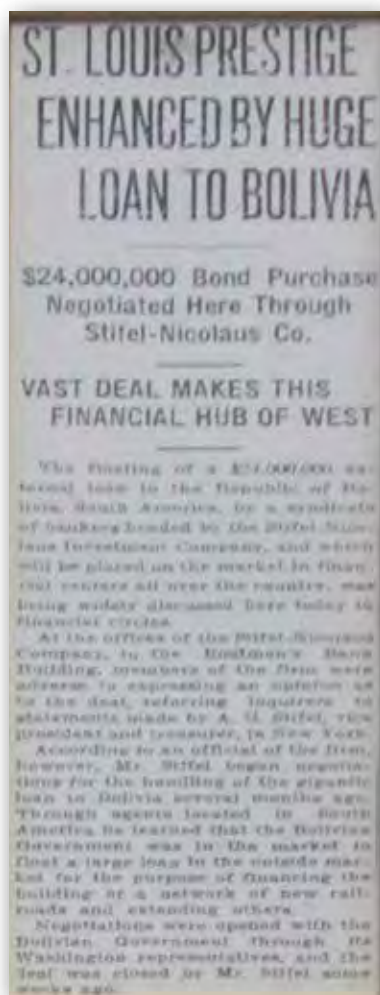 ST. LOUIS PRESTIGE
ENHANCED BY HUGE
LOAN TO BOLIVIA
$24,000,000 Bond Purchase
Negotiated Here Through
Stifel-Nicolaus Co.
VAST DEAL MAKES THIS
FINANCIAL HUB OF WEST
The floating of a $24,000,000 ex-
ternal loan to the Republic of Bo-
livia, South America, by a syndicate
of bankers headed by the Stifel-Nico-
laus Investment Company, and which
will be placed on the market in finan-
cial centers all over the country, was
being widely discussed here today in
financial circles.
At the offices of the Stifel-Nicolaus
Company, in the Boatmen's Bank
Building, members of the firm were
adverse to expressing an opinion as
to the deal, referring inquirers to
statements made by A. C. Stifel, vice
president and treasurer, in New York.
According to an official of the firm,
however, Mr. Stifel began negotia-
tions for the handling of the gigantic
loan to Bolivia several months ago.
Through agents located in South
America he learned that the Bolivian
Government was in the market to
float a large loan in the outside mar-
ket for the purpose of financing the
building of a network of new rail-
roads and extending others.
Negotiations were opened with the
Bolivian Government through its
Washington representatives, and the
deal was closed by Mr. Stifel some
weeks ago.